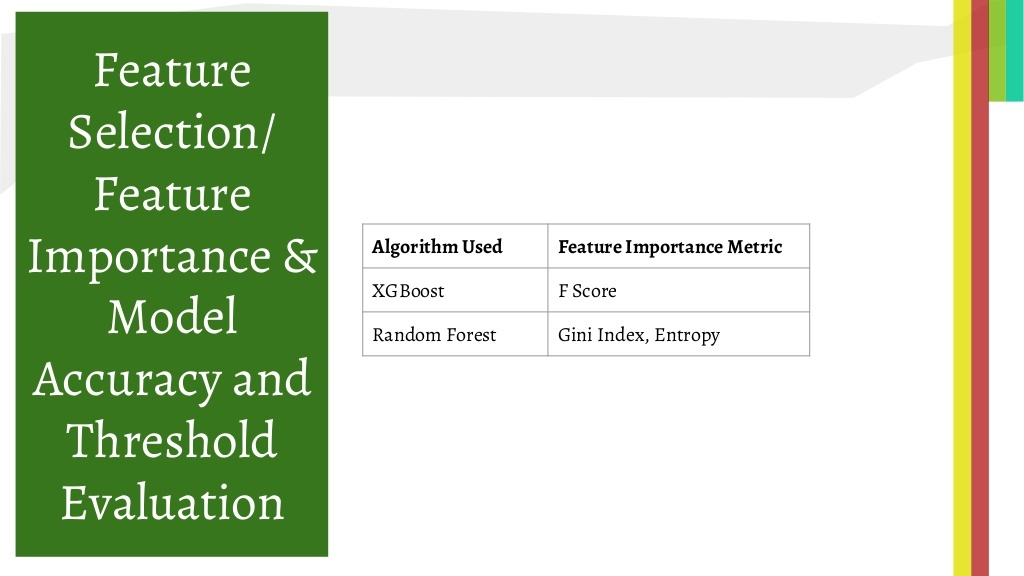 Feature
Selection/
Feature
Importance &
Model
Accuracy and
Threshold
Evaluation
Algorithm Used Feature Importance Metric
XGBoost F Score
Random Forest Gini Index, Entropy